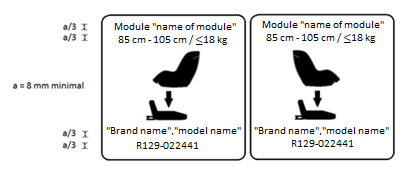 a/3
a/3
a = 8 mm minimal
a/3
a/3
Module "name of module"
85 cm - 105 cm / ≤18 kg
"Brand name","model name"
R129-022441
Module "name of module"
85 cm - 105 cm / ≤18 kg
"Brand name","model name"
R129-022441